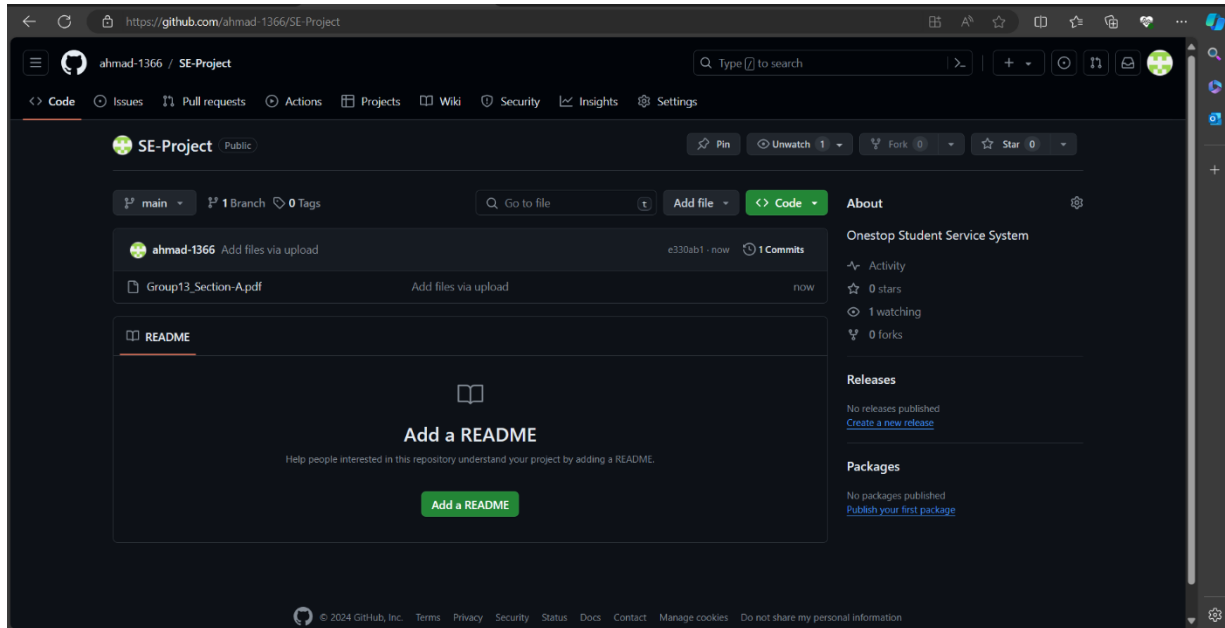 https://github.com/ahmad-1366/SE-Project
ahmad-1366 / SE-Project
Type / to search
Code Issues Pull requests Actions Projects Wiki Security Insights Settings
SE-Project Public
Pin Unwatch 1 Fork 0 Star 0
main 1 Branch 0 Tags Go to file t Add file Code
ahmad-1366 Add files via upload e330ab1 · now 1 Commits
Group13_Section-A.pdf Add files via upload now
README
Add a README
Help people interested in this repository understand your project by adding a README.
Add a README
About
Onestop Student Service System
Activity
0 stars
1 watching
0 forks
Releases
No releases published
Create a new release
Packages
No packages published
Publish your first package
© 2024 GitHub, Inc. Terms Privacy Security Status Docs Contact Manage cookies Do not share my personal information